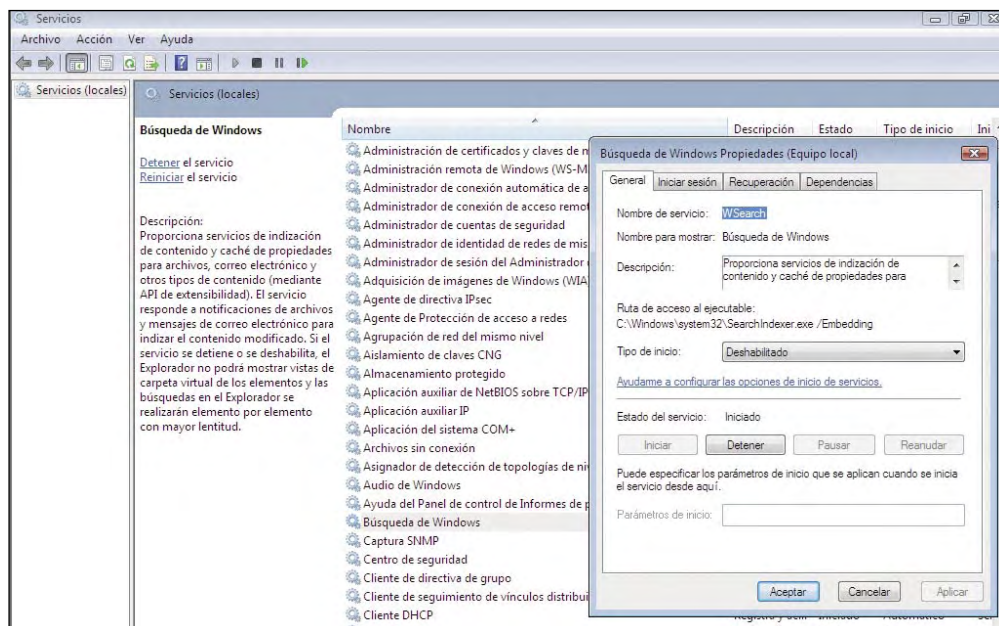 Servicios
Archivo Acción Ver Ayuda
Servicios (locales)
Servicios (locales)
Búsqueda de Windows
Detener el servicio
Reiniciar el servicio
Descripción:
Proporciona servicios de indización
de contenido y caché de propiedades
para archivos, correo electrónico y
otros tipos de contenido (mediante
API de extensibilidad). El servicio
responde a notificaciones de archivos
y mensajes de correo electrónico para
indizar el contenido modificado. Si el
servicio se detiene o se deshabilita, el
Explorador no podrá mostrar vistas de
carpeta virtual de los elementos y las
búsquedas en el Explorador se
realizarán elemento por elemento
con mayor lentitud.
Nombre Descripción Estado Tipo de inicio Ini
Administración de certificados y claves de m
Administración remota de Windows (WS-M
Administrador de conexión automática de a
Administrador de conexión de acceso remot
Administrador de cuentas de seguridad
Administrador de identidad de redes de mis
Administrador de sesión del Administrador
Adquisición de imágenes de Windows (WIA
Agente de directiva IPsec
Agente de Protección de acceso a redes
Agrupación de red del mismo nivel
Aislamiento de claves CNG
Almacenamiento protegido
Aplicación auxiliar de NetBIOS sobre TCP/IP
Aplicación auxiliar IP
Aplicación del sistema COM+
Archivos sin conexión
Asignador de detección de topologías de ni
Audio de Windows
Ayuda del Panel de control de Informes de p
Búsqueda de Windows
Captura SNMP
Centro de seguridad
Cliente de directiva de grupo
Cliente de seguimiento de vínculos distribui
Cliente DHCP
Búsqueda de Windows Propiedades (Equipo local)
General Iniciar sesión Recuperación Dependencias
Nombre de servicio: WSearch
Nombre para mostrar: Búsqueda de Windows
Descripción: Proporciona servicios de indización de
contenido y caché de propiedades para
Ruta de acceso al ejecutable:
C:\Windows\system32\SearchIndexer.exe /Embedding
Tipo de inicio: Deshabilitado
Ayudarme a configurar las opciones de inicio de servicios.
Estado del servicio: Iniciado
Iniciar Detener Pausar Reanudar
Puede especificar los parámetros de inicio que se aplican cuando se inicia
el servicio desde aquí.
Parámetros de inicio:
Aceptar Cancelar Aplicar